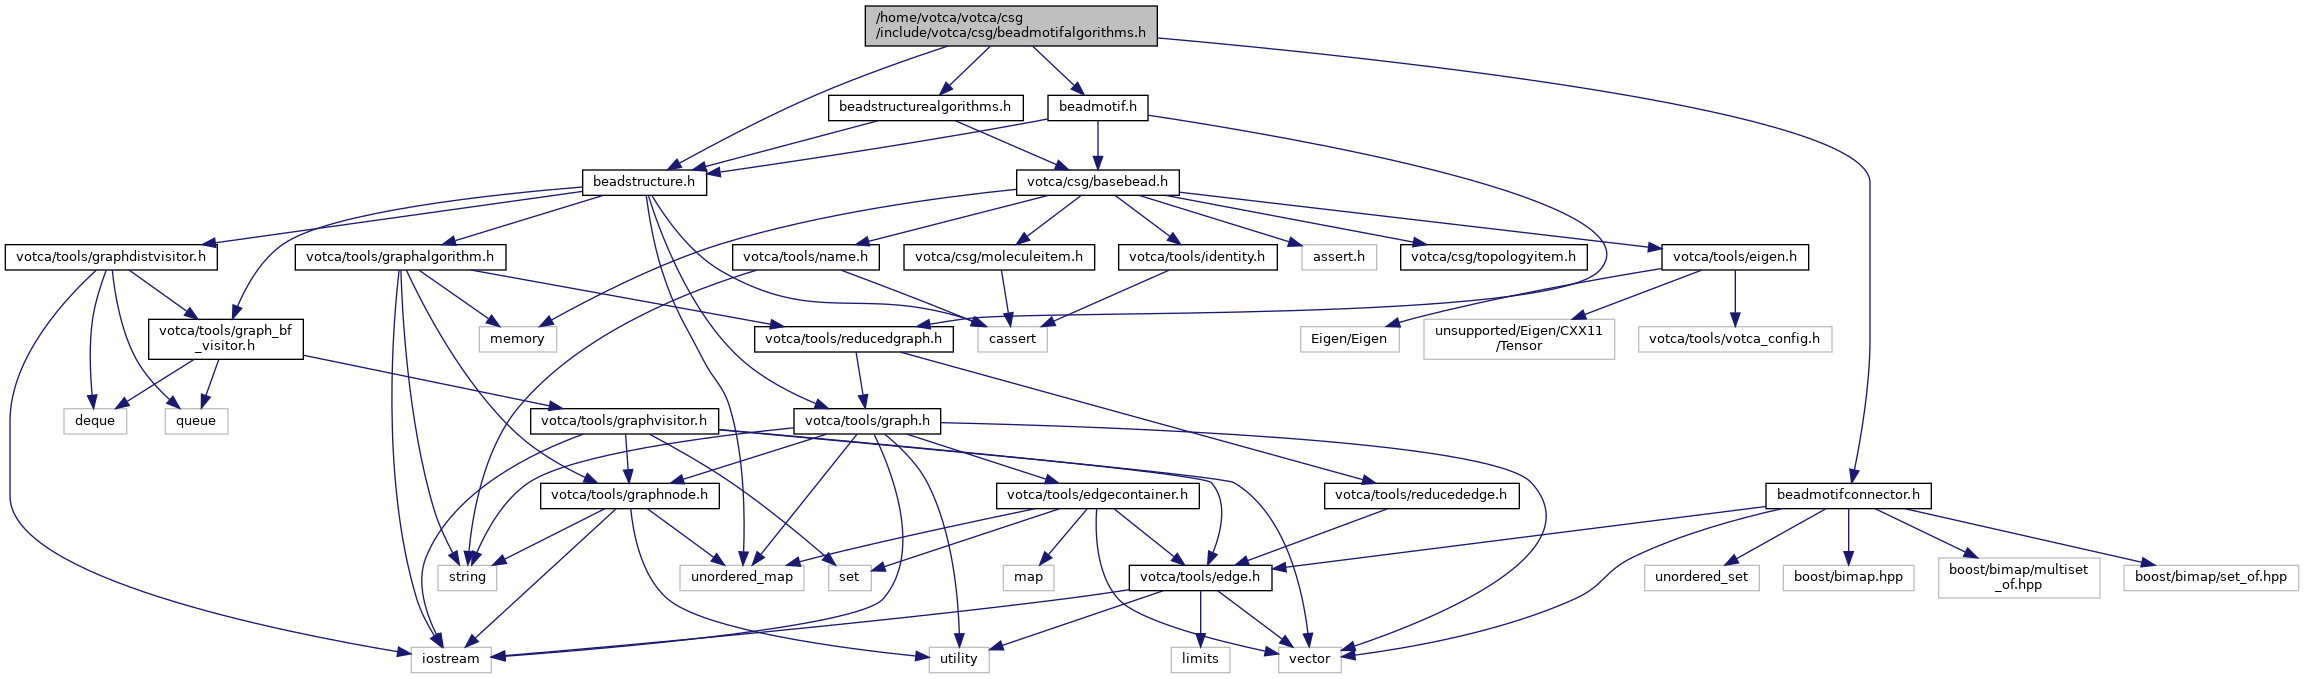 /home/votca/votca/csg
/include/votca/csg/beadmotifalgorithms.h
beadstructurealgorithms.h
beadmotif.h
beadstructure.h
votca/csg/basebead.h
votca/tools/graphdistvisitor.h
votca/tools/graphalgorithm.h
votca/tools/name.h
votca/csg/moleculeitem.h
votca/tools/identity.h
assert.h
votca/csg/topologyitem.h
votca/tools/eigen.h
votca/tools/graph_bf
_visitor.h
memory
votca/tools/reducedgraph.h
cassert
Eigen/Eigen
unsupported/Eigen/CXX11
/Tensor
votca/tools/votca_config.h
deque
queue
votca/tools/graphvisitor.h
votca/tools/graph.h
votca/tools/graphnode.h
votca/tools/edgecontainer.h
votca/tools/reducededge.h
beadmotifconnector.h
string
unordered_map
set
map
votca/tools/edge.h
unordered_set
boost/bimap.hpp
boost/bimap/multiset
_of.hpp
boost/bimap/set_of.hpp
iostream
utility
limits
vector